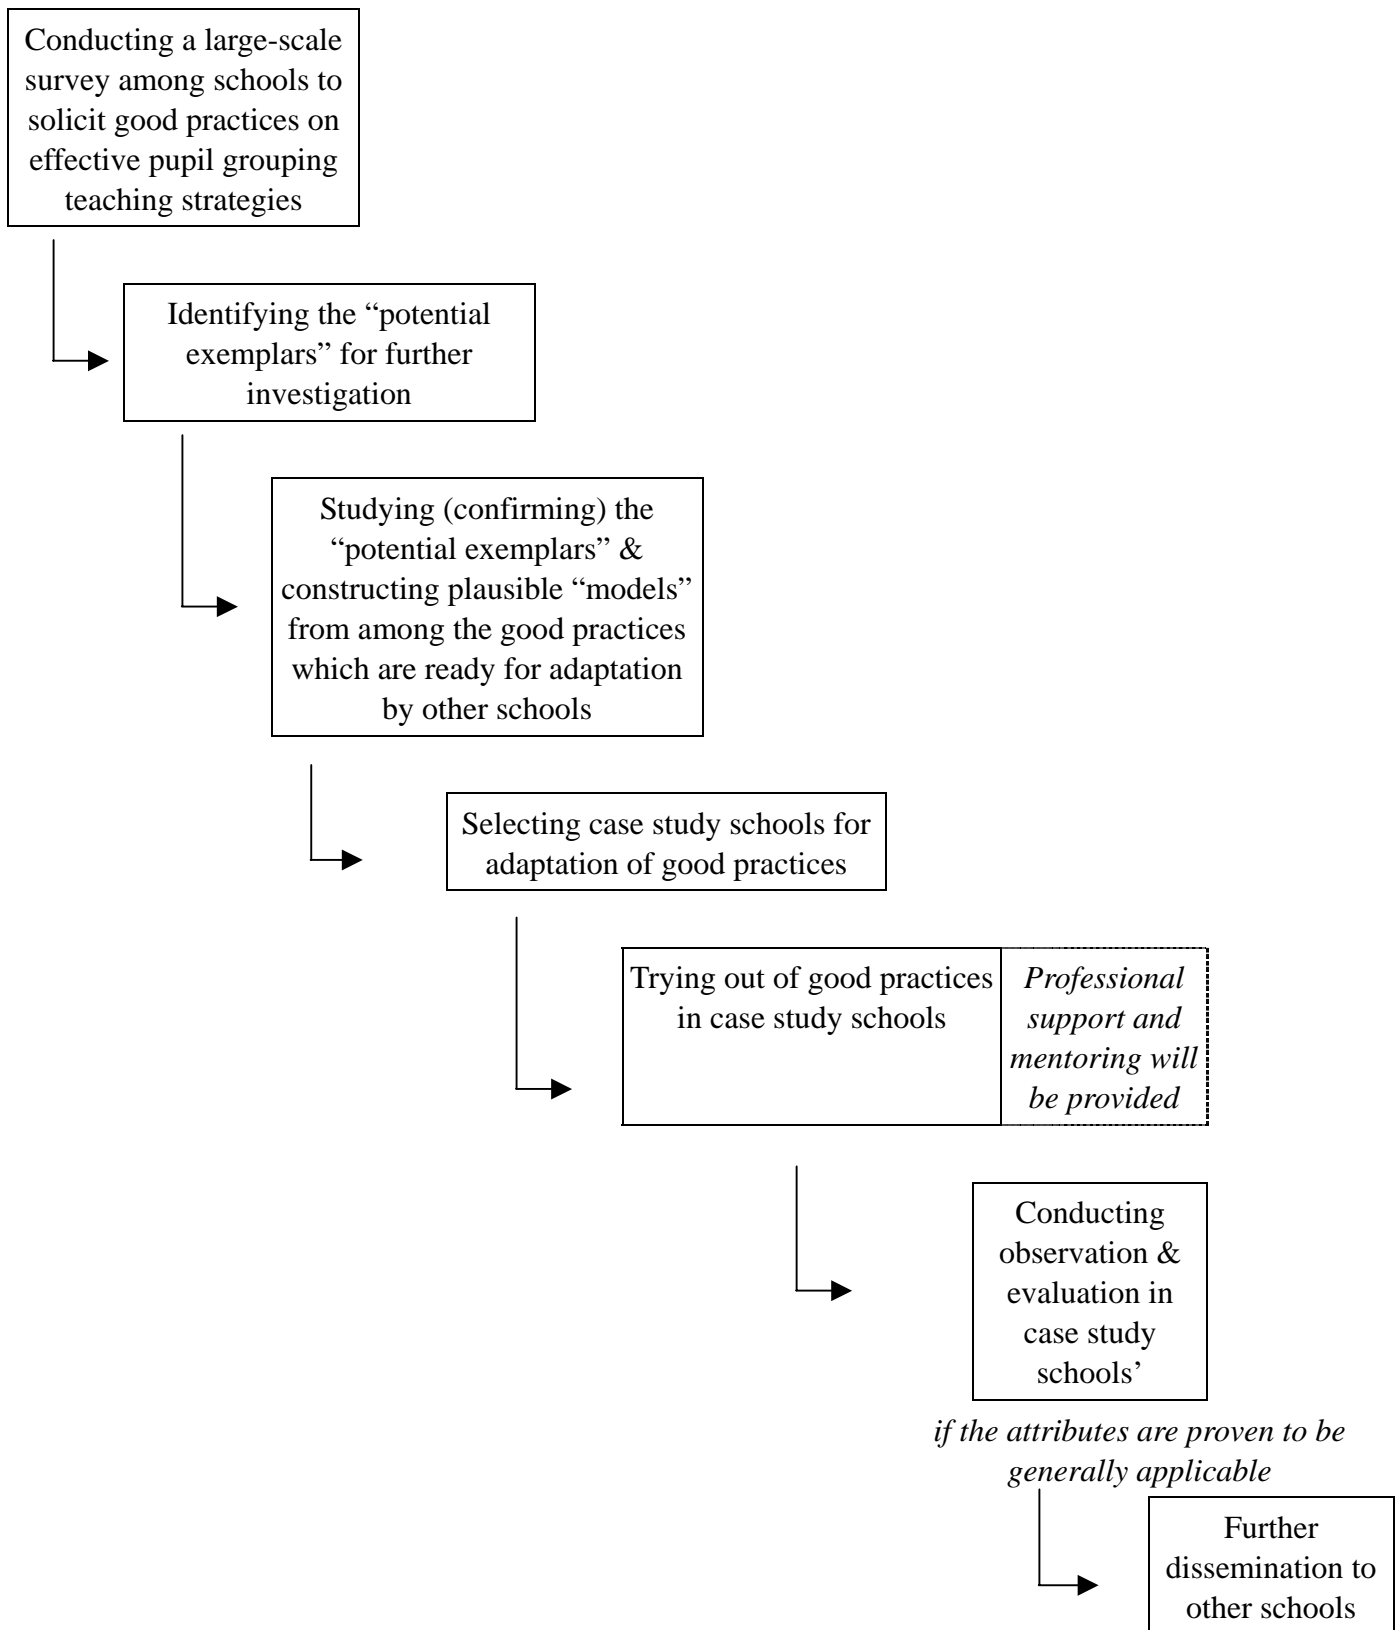 Conducting a large-scale
survey among schools to
solicit good practices on
effective pupil grouping
teaching strategies
Identifying the “potential
exemplars” for further
investigation
Studying (confirming) the
“potential exemplars” &
constructing plausible “models”
from among the good practices
which are ready for adaptation
by other schools
Selecting case study schools for
adaptation of good practices
Trying out of good practices
in case study schools
Professional
support and
mentoring will
be provided
Conducting
observation &
evaluation in
case study
schools’
if the attributes are proven to be
generally applicable
Further
dissemination to
other schools